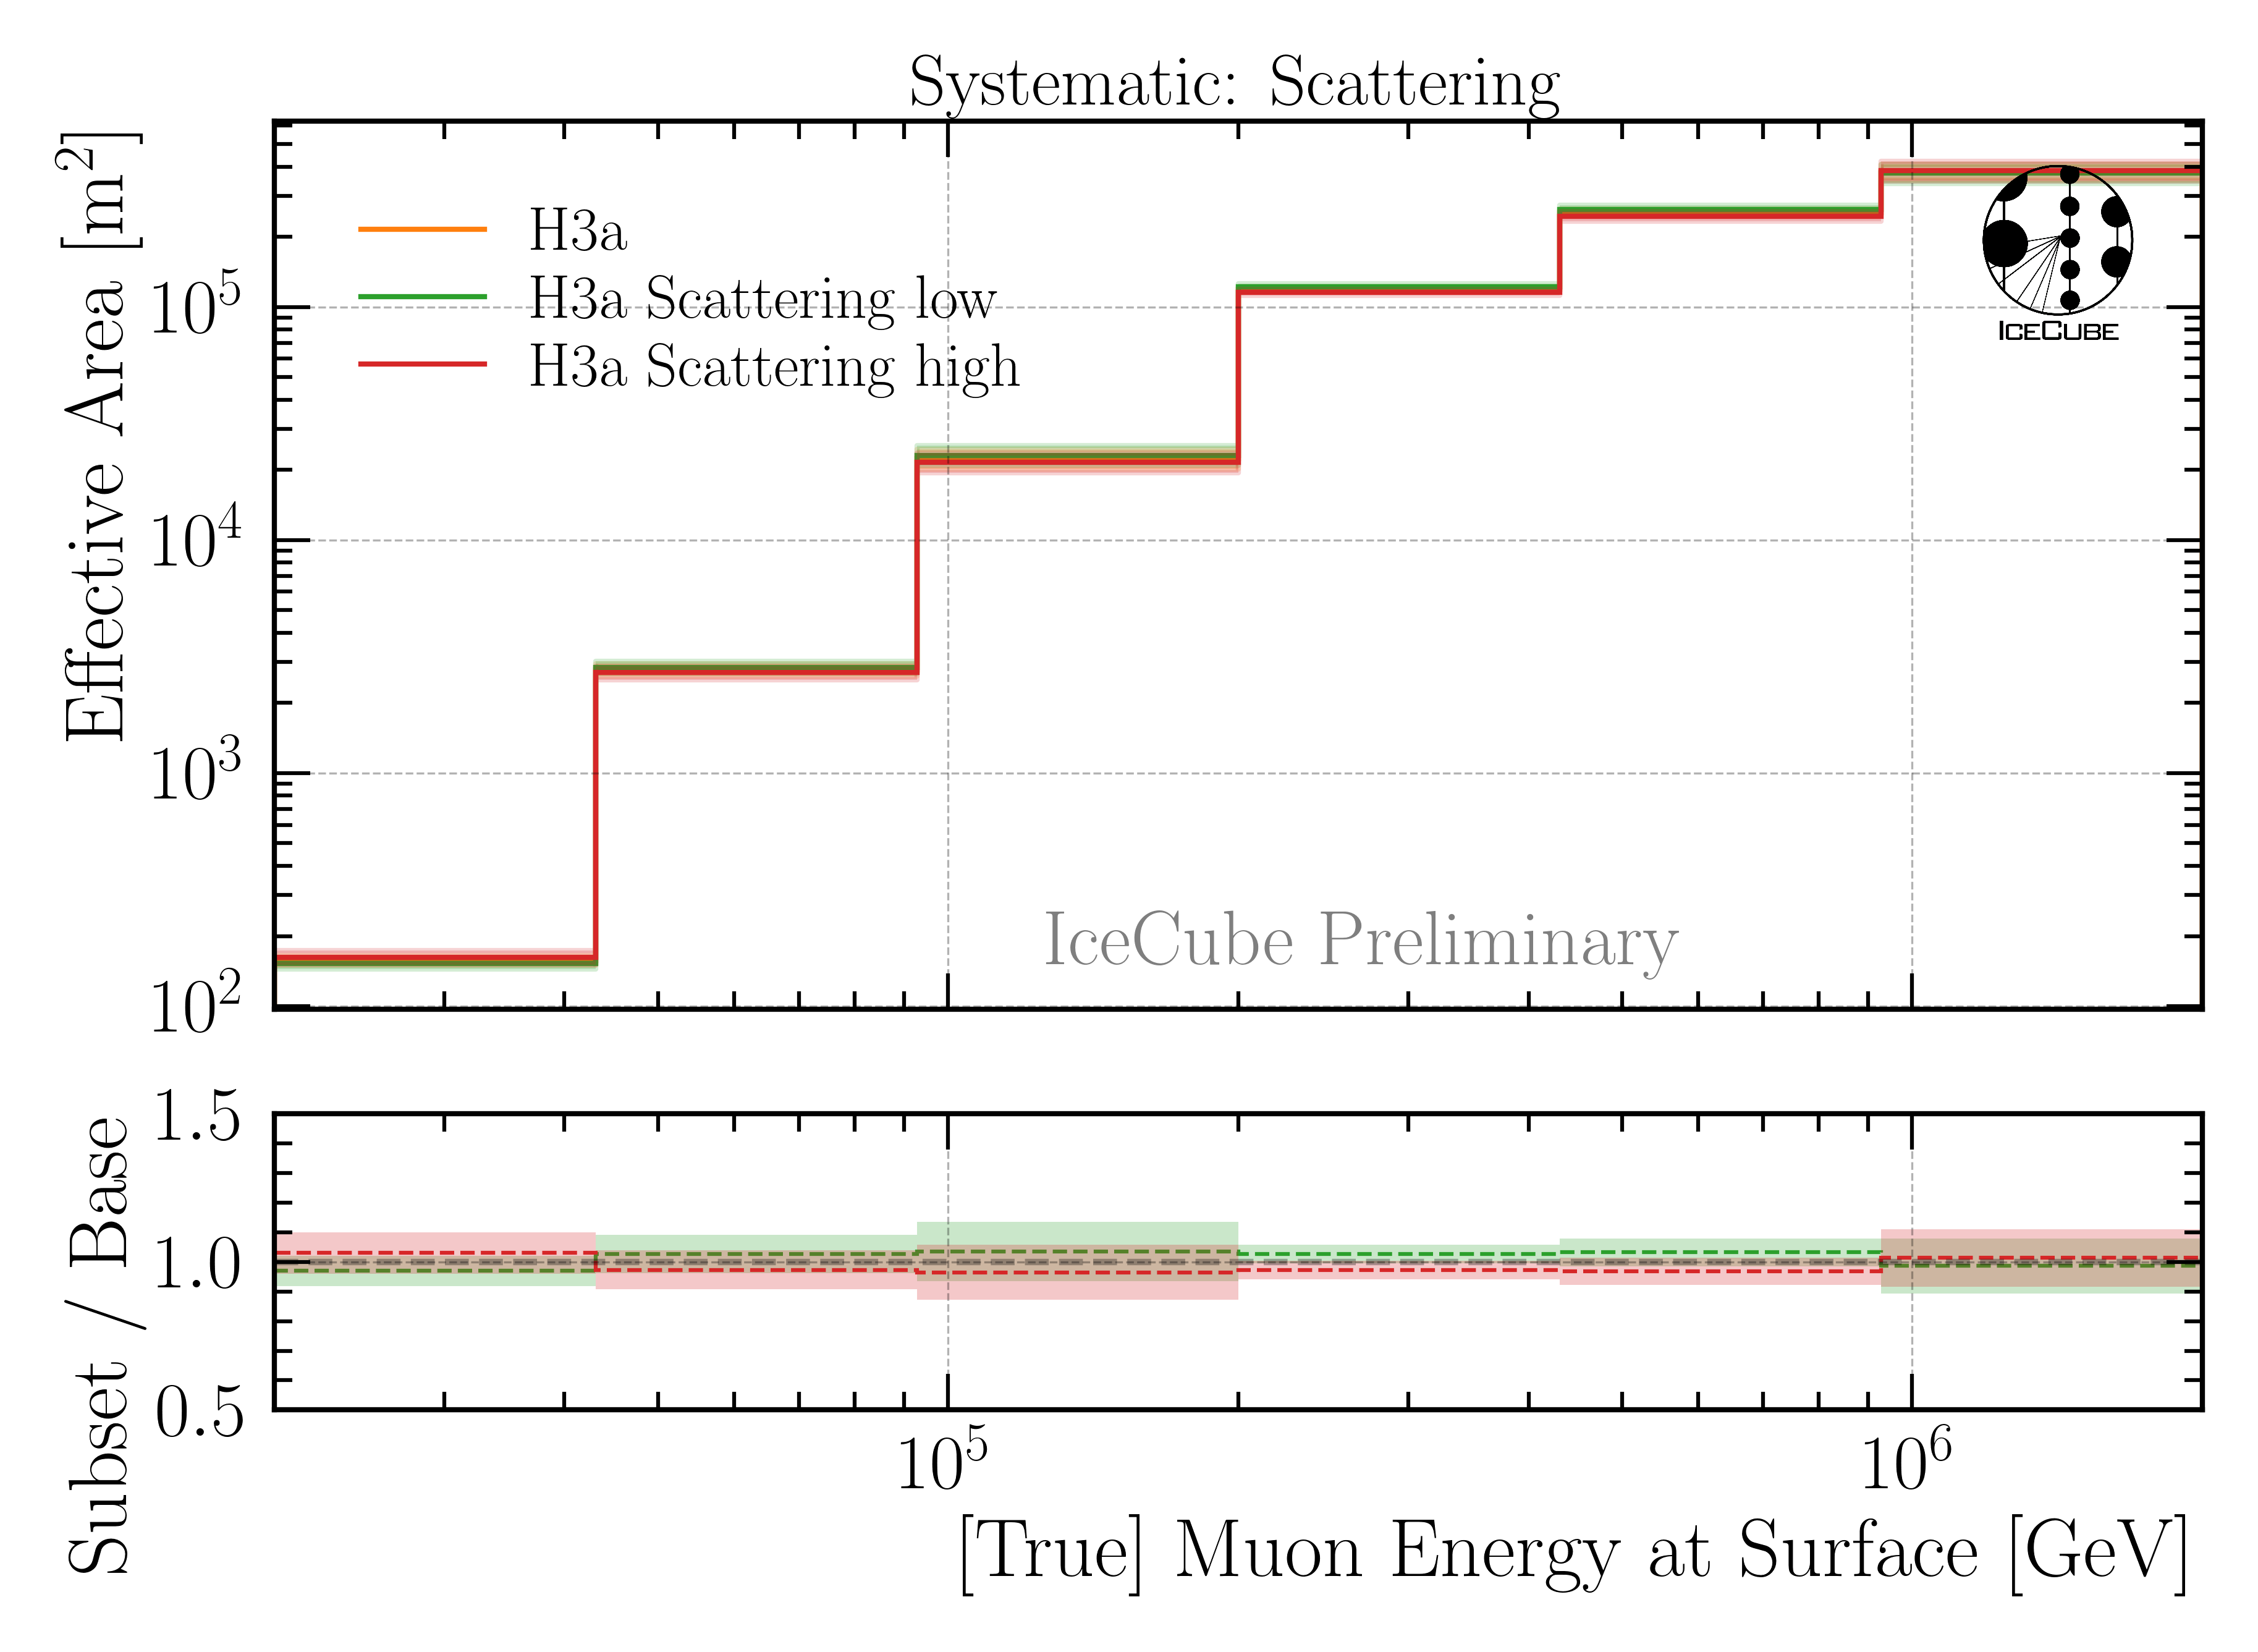 Systematic: Scattering
Effective Area [m²]
10⁵
10⁴
10³
10²
H3a
H3a Scattering low
H3a Scattering high
ICECUBE
IceCube Preliminary
Subset / Base
1.5
1.0
0.5
10⁵
10⁶
[True] Muon Energy at Surface [GeV]